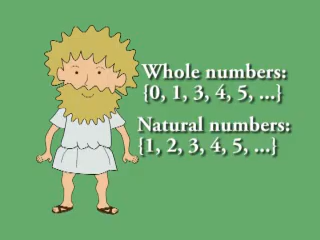 Whole numbers:
{0, 1, 3, 4, 5, ...}
Natural numbers:
{1, 2, 3, 4, 5, ...}